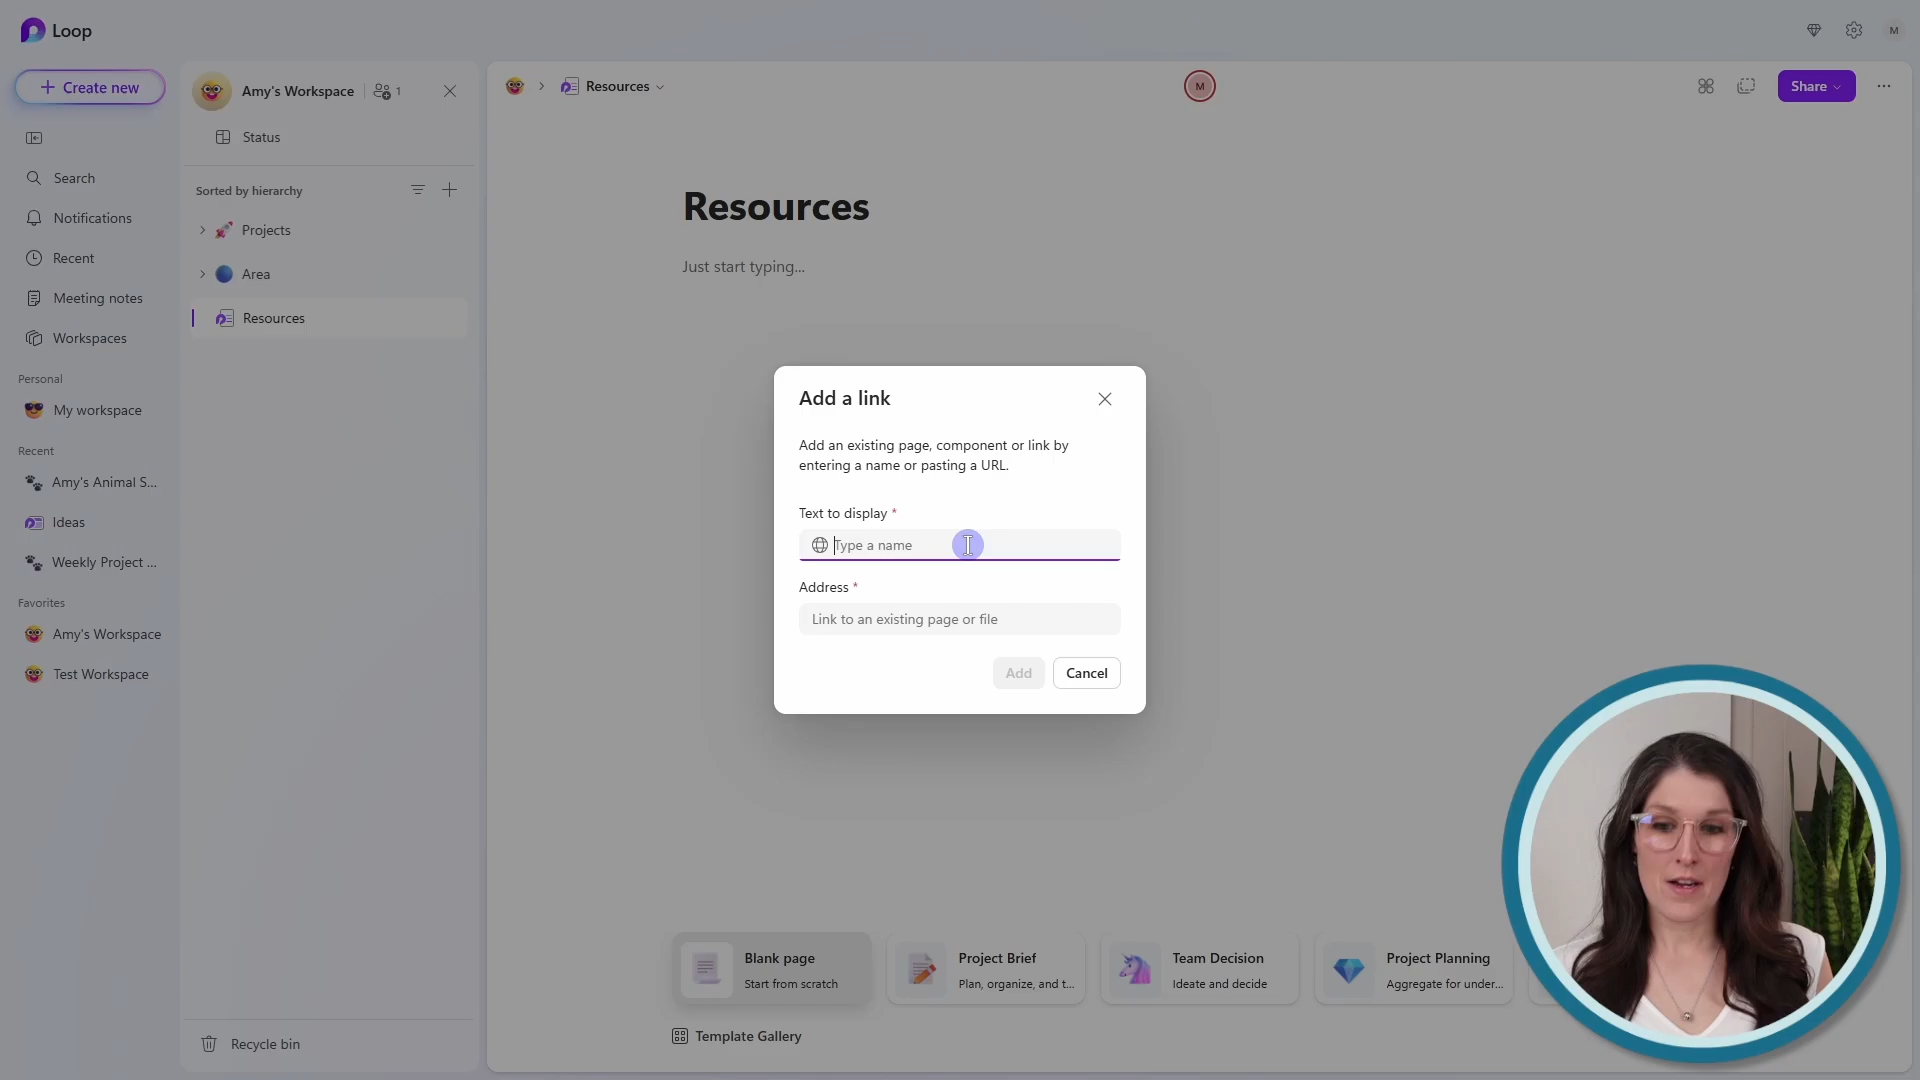 Loop
M
Create new
Search
Notifications
Recent
Meeting notes
Workspaces
Personal
My workspace
Recent
Amy's Animal S...
Ideas
Weekly Project ...
Favorites
Amy's Workspace
Test Workspace
Amy's Workspace
1
Status
Sorted by hierarchy
Projects
Area
Resources
Recycle bin
Resources
M
Share
Resources
Just start typing...
Add a link
Add an existing page, component or link by
entering a name or pasting a URL.
Text to display *
Type a name
Address *
Link to an existing page or file
Add
Cancel
Blank page
Start from scratch
Project Brief
Plan, organize, and t...
Team Decision
Ideate and decide
Project Planning
Aggregate for under...
Template Gallery